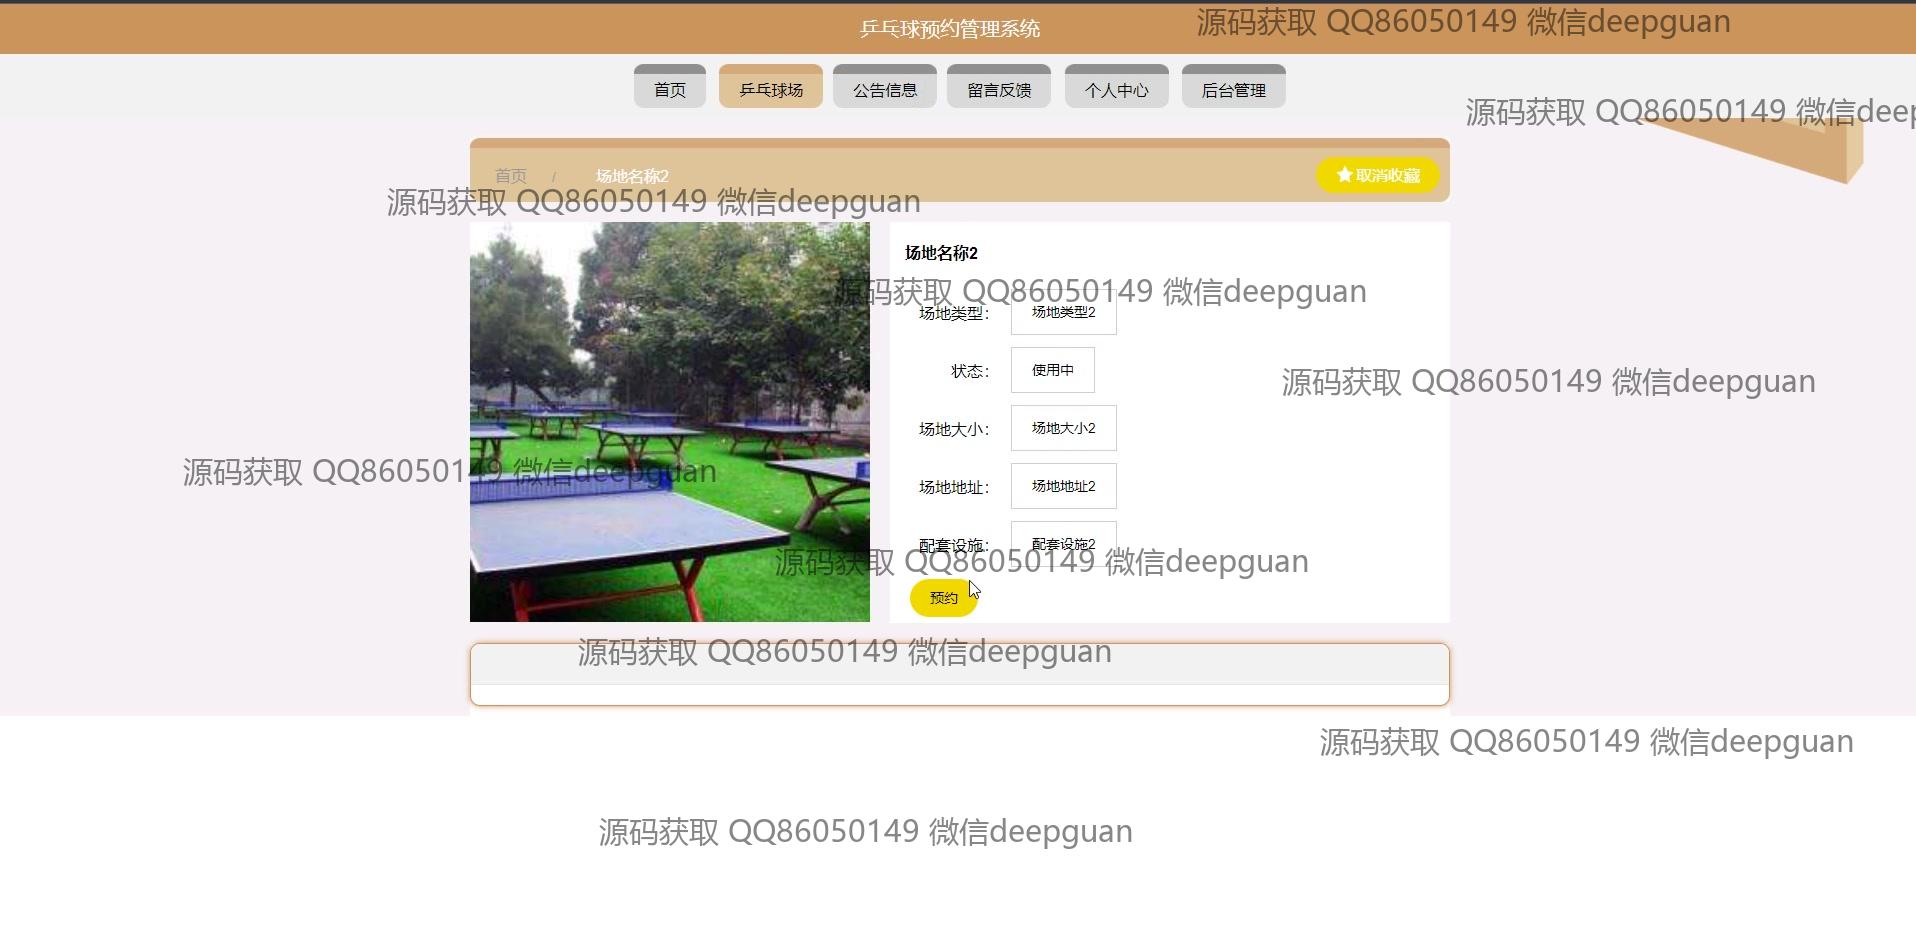 乒乓球预约管理系统
源码获取 QQ86050149 微信deepguan
首页 乒乓球场 公告信息 留言反馈 个人中心 后台管理
源码获取 QQ86050149 微信deep
首页 / 场地名称2 取消收藏
源码获取 QQ86050149 微信deepguan
场地名称2
源码获取 QQ86050149 微信deepguan
场地类型： 场地类型2
状态： 使用中
源码获取 QQ86050149 微信deepguan
场地大小： 场地大小2
源码获取 QQ86050149 微信deepguan
场地地址： 场地地址2
配套设施： 配套设施2
源码获取 QQ86050149 微信deepguan
预约
源码获取 QQ86050149 微信deepguan
源码获取 QQ86050149 微信deepguan
源码获取 QQ86050149 微信deepguan